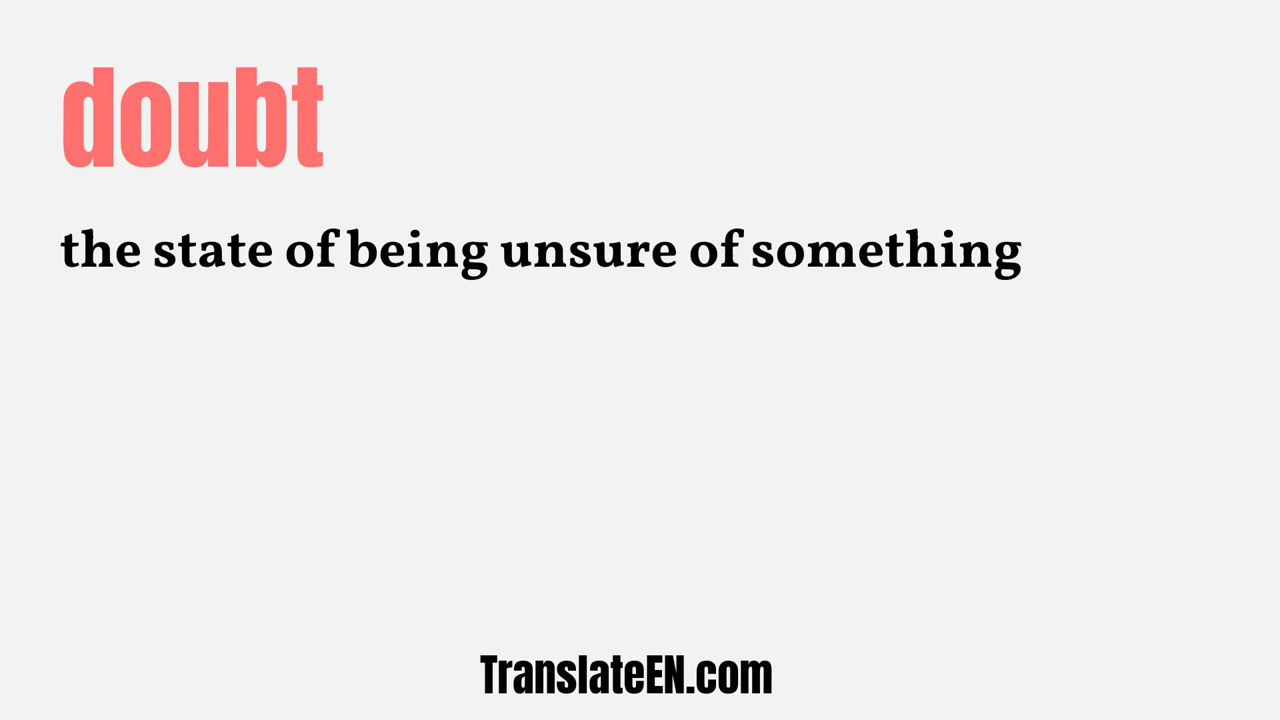 doubt
the state of being unsure of something
TranslateEN.com